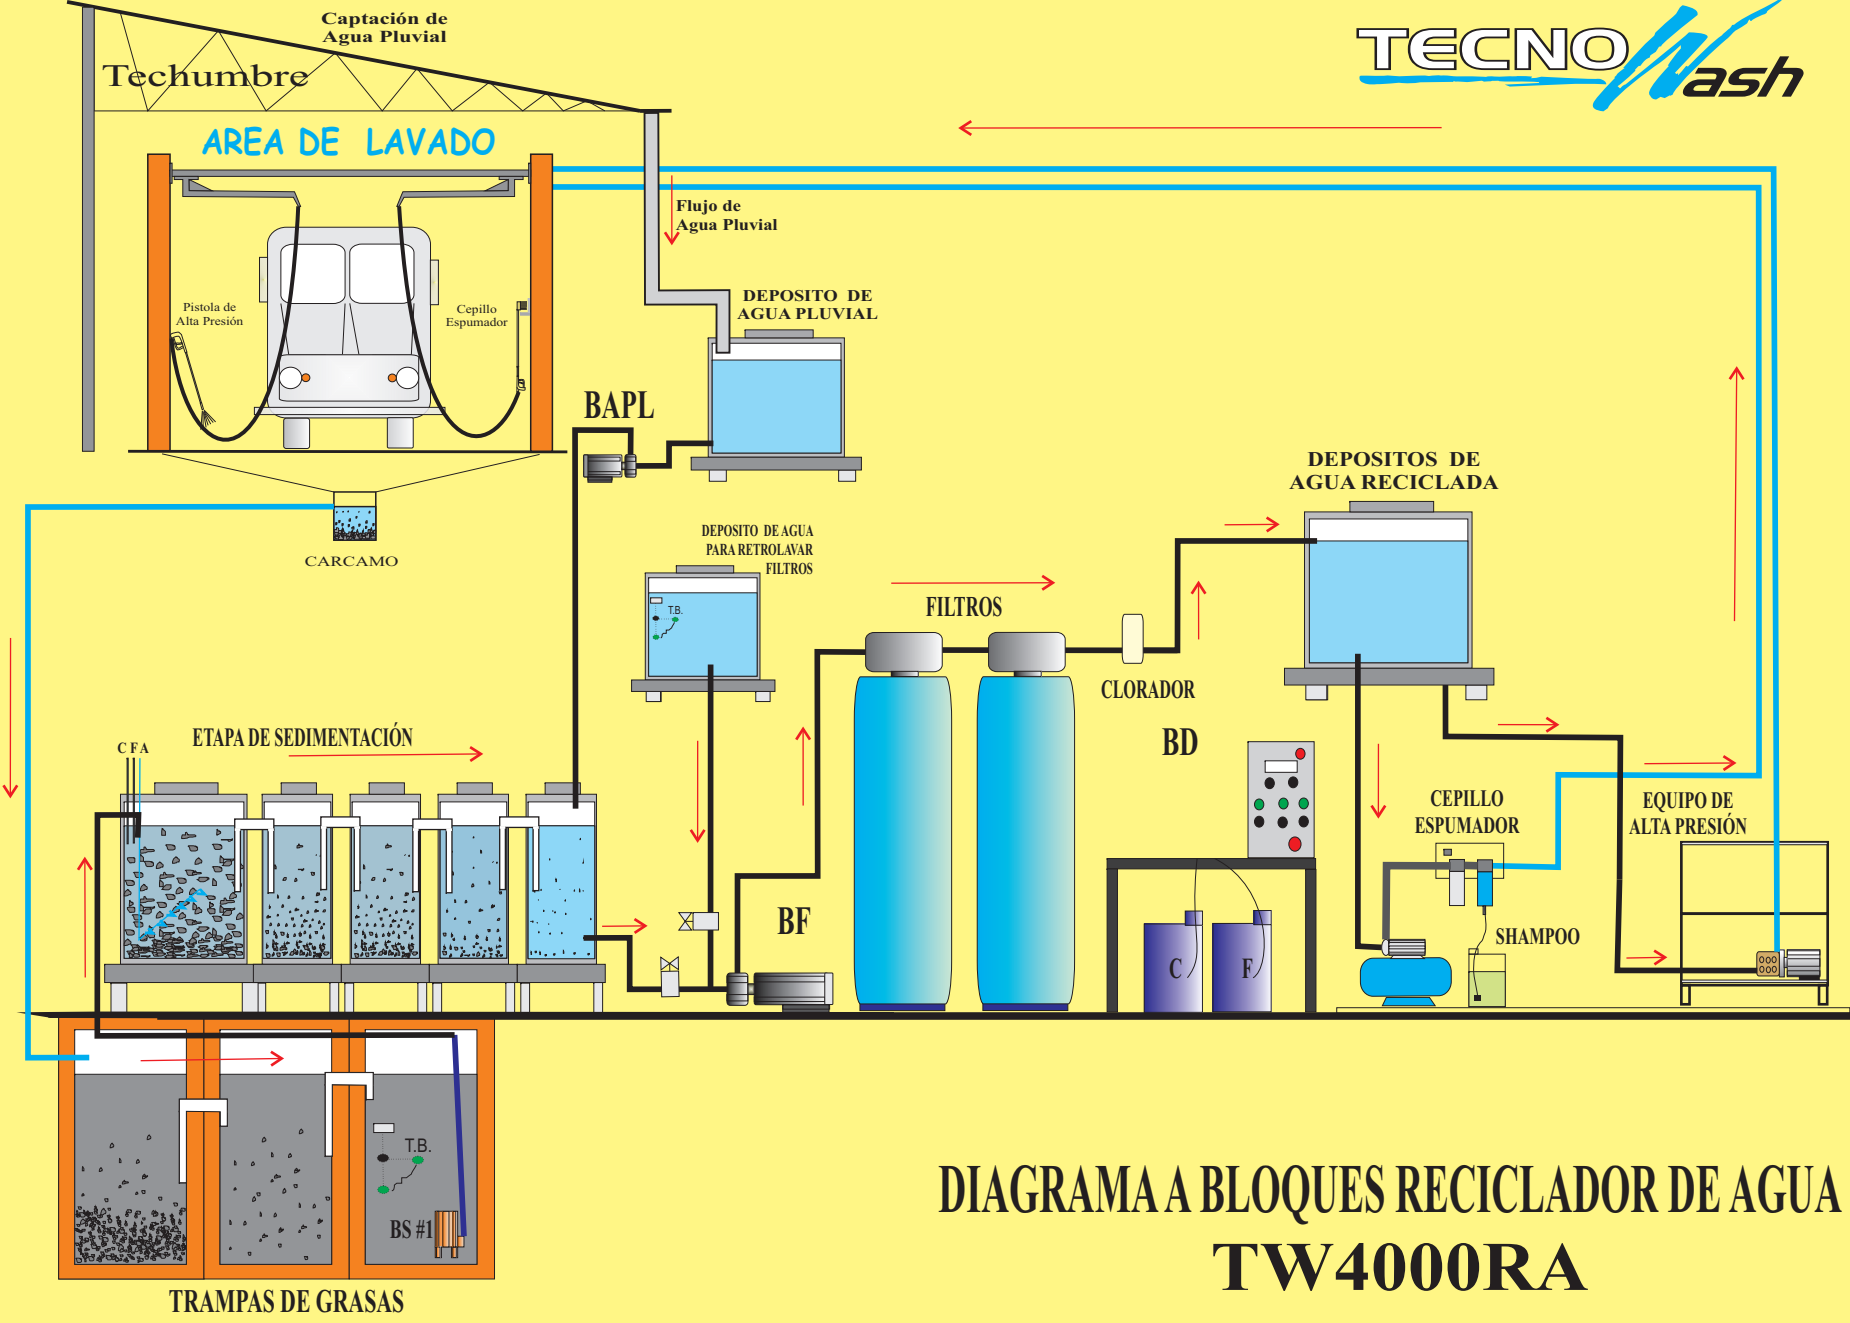 Captación de
Agua Pluvial
TECNO Wash
Techumbre
AREA DE LAVADO
Flujo de
Agua Pluvial
Pistola de
Alta Presión
Cepillo
Espumador
DEPOSITO DE
AGUA PLUVIAL
BAPL
DEPOSITOS DE
AGUA RECICLADA
CARCAMO
DEPOSITO DE AGUA
PARA RETROLAVAR
FILTROS
T.B.
FILTROS
CLORADOR
ETAPA DE SEDIMENTACIÓN
C F A
BD
CEPILLO
ESPUMADOR
EQUIPO DE
ALTA PRESIÓN
BF
SHAMPOO
C
F
T.B.
BS #1
TRAMPAS DE GRASAS
DIAGRAMA A BLOQUES RECICLADOR DE AGUA
TW4000RA